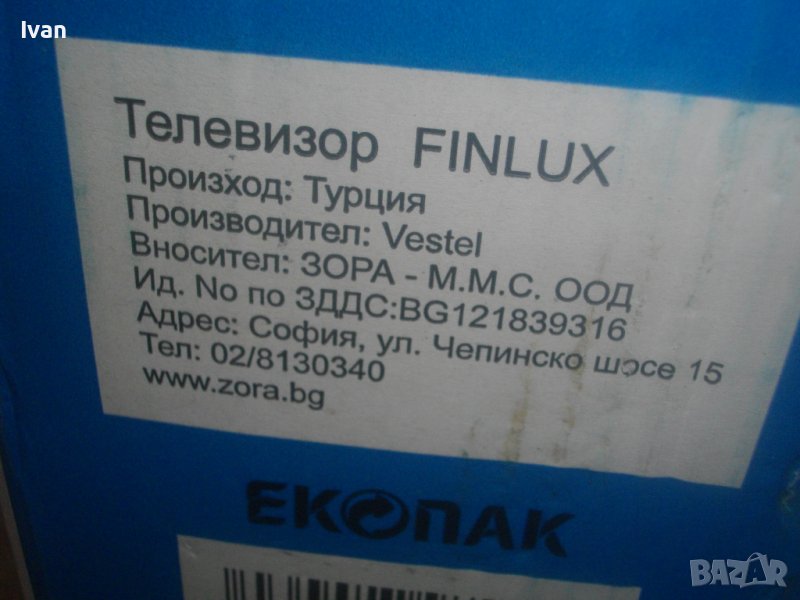 Ivan
Телевизор FINLUX
Произход: Турция
Производител: Vestel
Вносител: ЗОРА - М.М.С. ООД
Ид. No по ЗДДС:BG121839316
Адрес: София, ул. Чепинско шосе 15
Тел: 02/8130340
www.zora.bg
ЕКОПАК
BAZAR